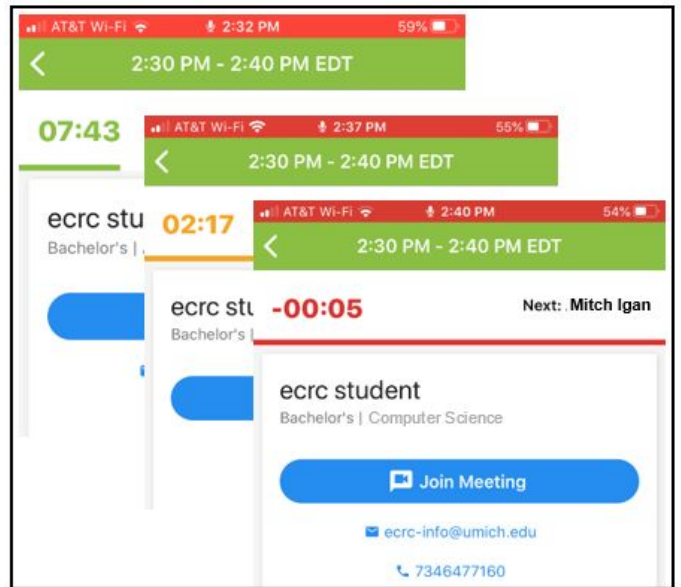 AT&T Wi-Fi 2:32 PM 59%
2:30 PM - 2:40 PM EDT
07:43
ecrc stu
Bachelor's |
AT&T Wi-Fi 2:37 PM 55%
2:30 PM - 2:40 PM EDT
02:17
ecrc stu
Bachelor's
AT&T Wi-Fi 2:40 PM 54%
2:30 PM - 2:40 PM EDT
-00:05 Next: Mitch Igan
ecrc student
Bachelor's | Computer Science
Join Meeting
ecrc-info@umich.edu
7346477160